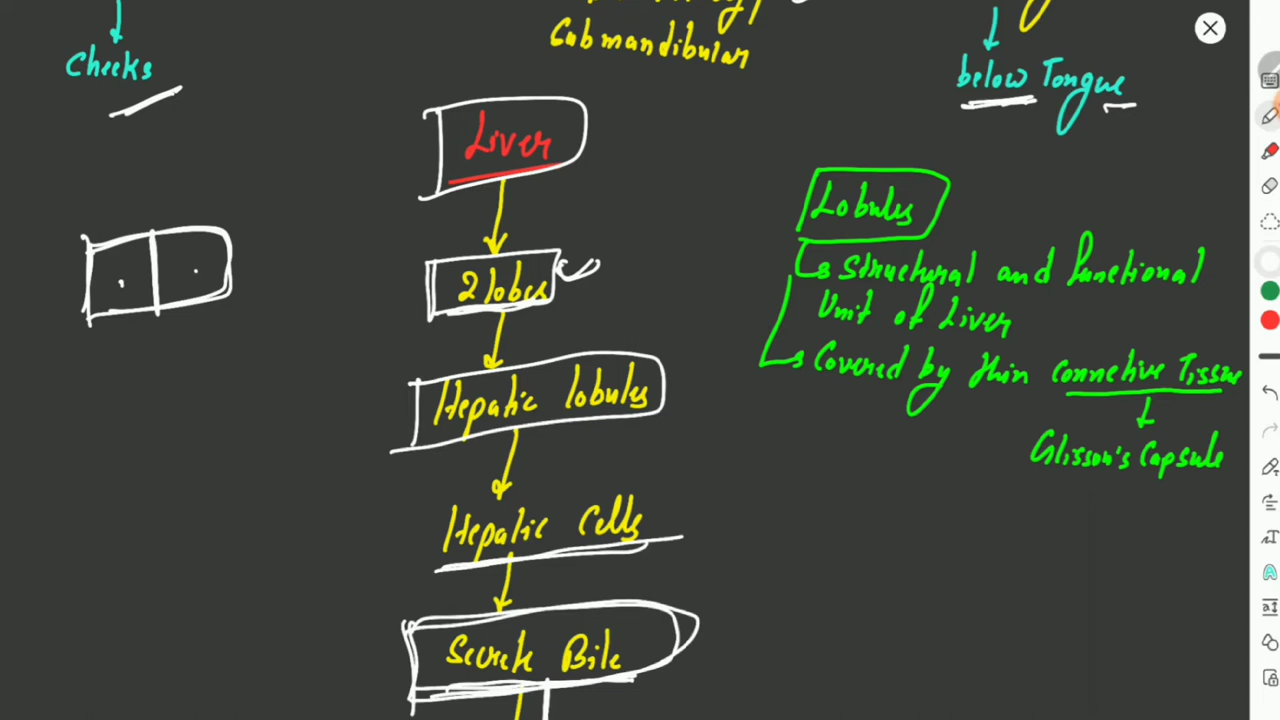 Submandibular
Cheeks
below Tongue
Liver
Lobules
2 lobes
Structural and functional
Unit of Liver
Hepatic lobules
Covered by thin connective Tissue
Glisson's Capsule
Hepatic Cells
Secrete Bile